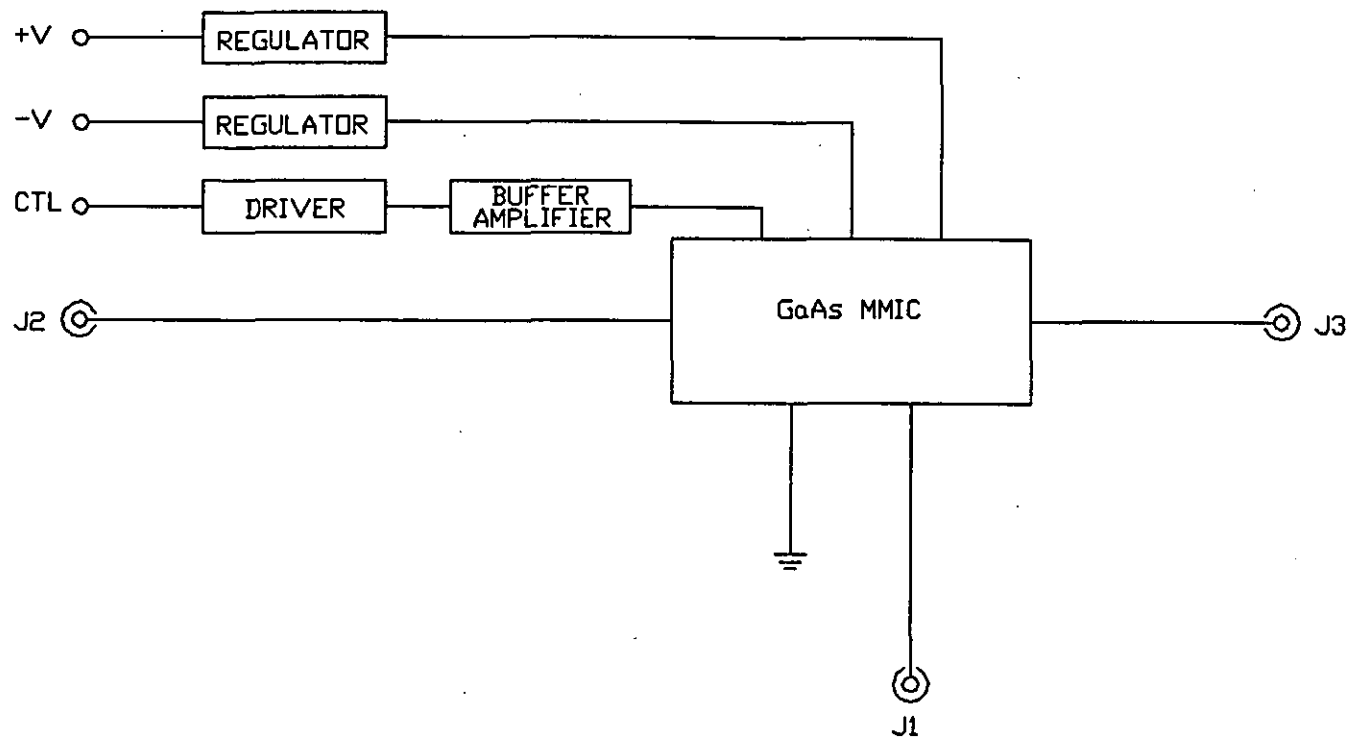 +V
REGULATOR
-V
REGULATOR
CTL
DRIVER
BUFFER
AMPLIFIER
GaAs MMIC
J2
J3
J1